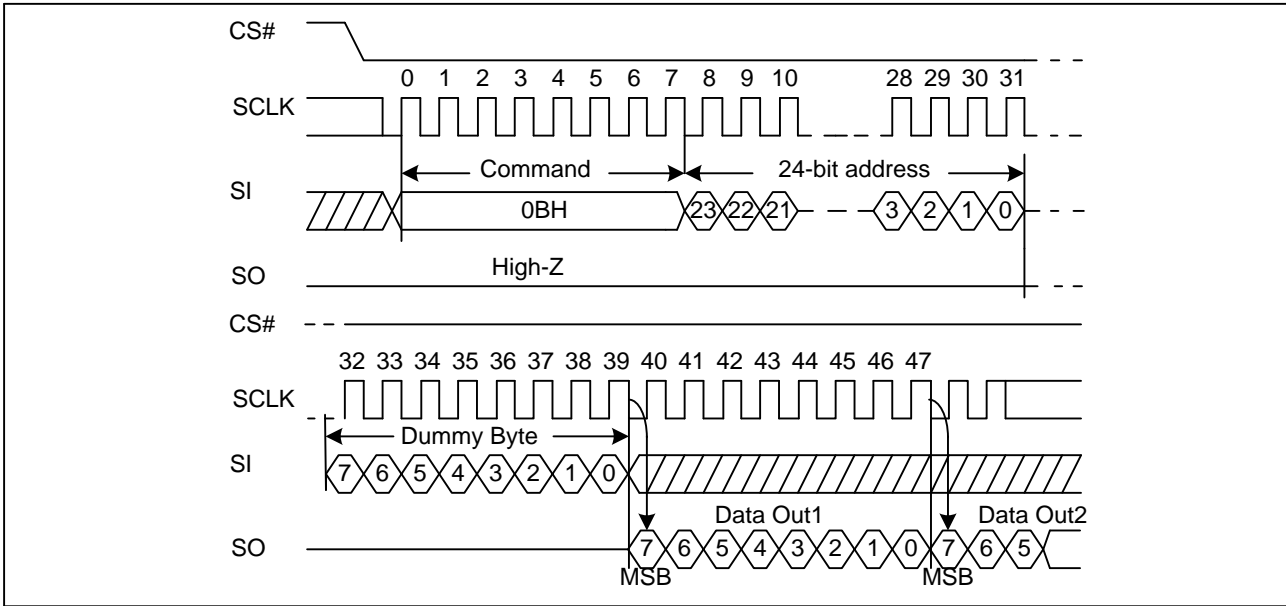 CS#
0 1 2 3 4 5 6 7 8 9 10 28 29 30 31
SCLK
Command 24-bit address
SI
0BH 23 22 21 3 2 1 0
High-Z
SO
CS#
32 33 34 35 36 37 38 39 40 41 42 43 44 45 46 47
SCLK
Dummy Byte
SI
7 6 5 4 3 2 1 0
Data Out1 Data Out2
SO
7 6 5 4 3 2 1 0 7 6 5
MSB MSB